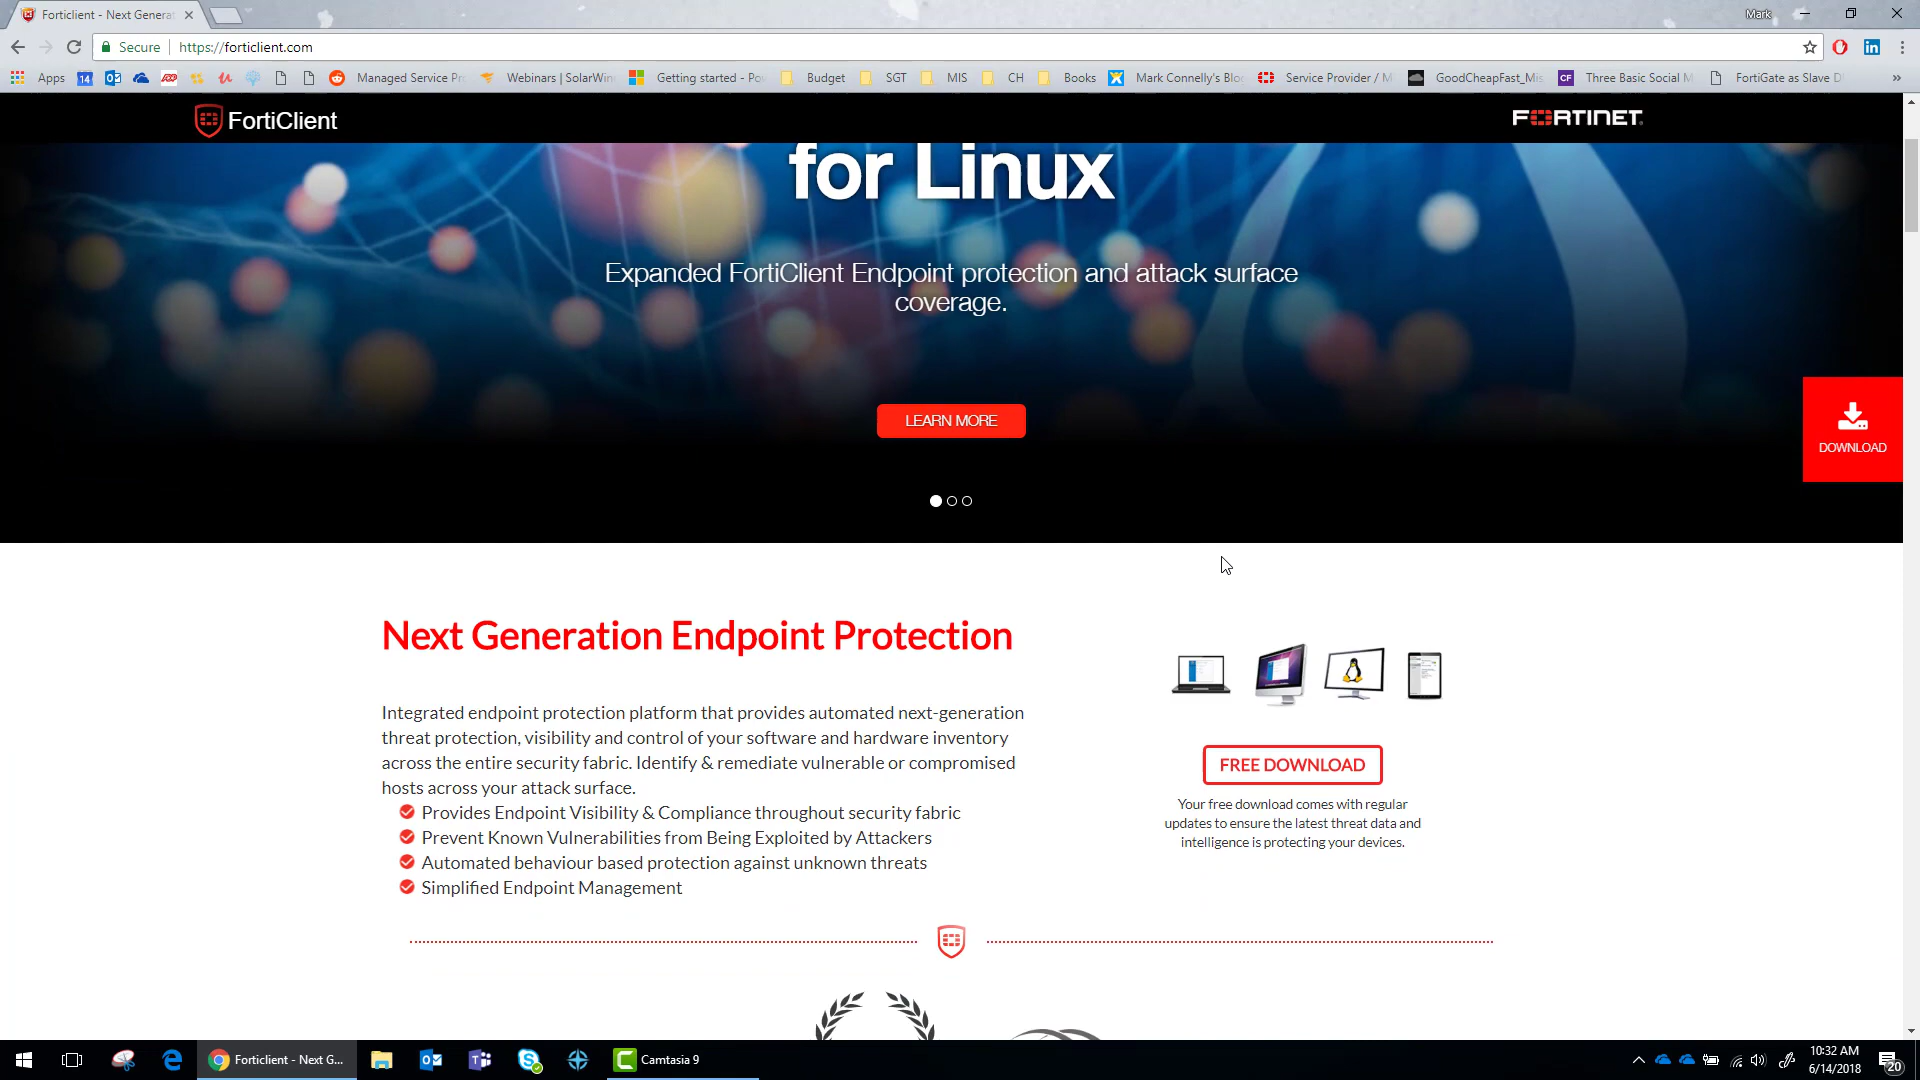 Forticlient - Next Genera
Mark
Secure
https://forticlient.com
Apps
14
Managed Service Pr
Webinars | SolarWin
Getting started - Po
Budget
SGT
MIS
CH
Books
Mark Connelly's Blo
Service Provider / M
GoodCheapFast_Mis
CF
Three Basic Social M
FortiGate as Slave D
»
FortiClient
FORTINET
for Linux
Expanded FortiClient Endpoint protection and attack surface
coverage.
LEARN MORE
DOWNLOAD
Next Generation Endpoint Protection
Integrated endpoint protection platform that provides automated next-generation
threat protection, visibility and control of your software and hardware inventory
across the entire security fabric. Identify & remediate vulnerable or compromised
hosts across your attack surface.
Provides Endpoint Visibility & Compliance throughout security fabric
Prevent Known Vulnerabilities from Being Exploited by Attackers
Automated behaviour based protection against unknown threats
Simplified Endpoint Management
FREE DOWNLOAD
Your free download comes with regular
updates to ensure the latest threat data and
intelligence is protecting your devices.
Forticlient - Next G...
Camtasia 9
10:32 AM
6/14/2018
20